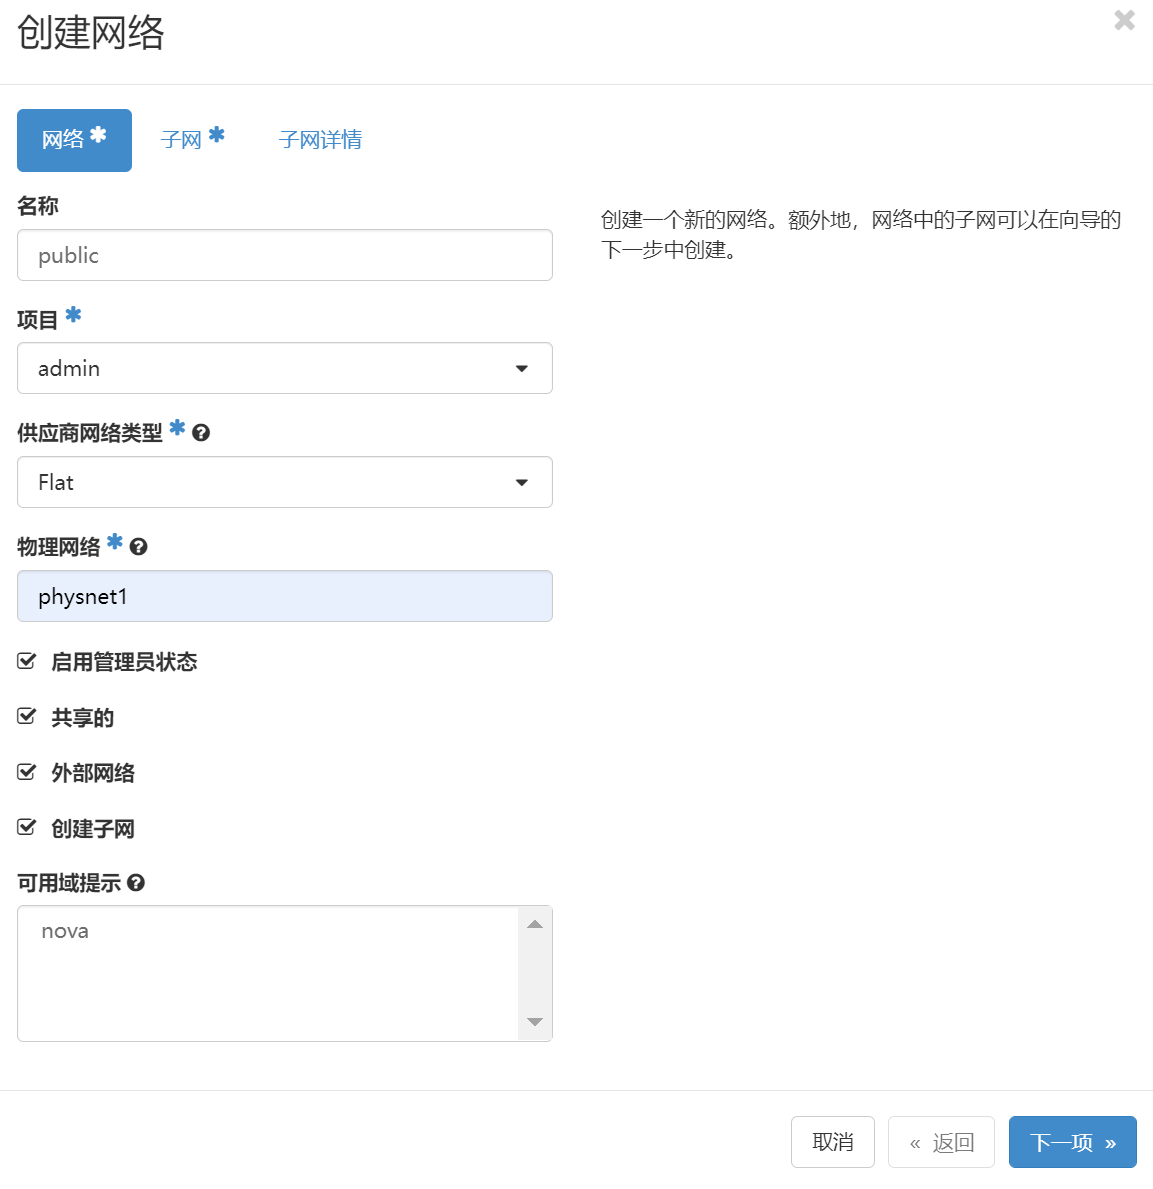 创建网络
网络 * 子网 * 子网详情
名称
public
项目 *
admin
供应商网络类型 *
Flat
物理网络 *
physnet1
启用管理员状态
共享的
外部网络
创建子网
可用域提示
nova
创建一个新的网络。额外地，网络中的子网可以在向导的
下一步中创建。
取消 « 返回 下一项 »